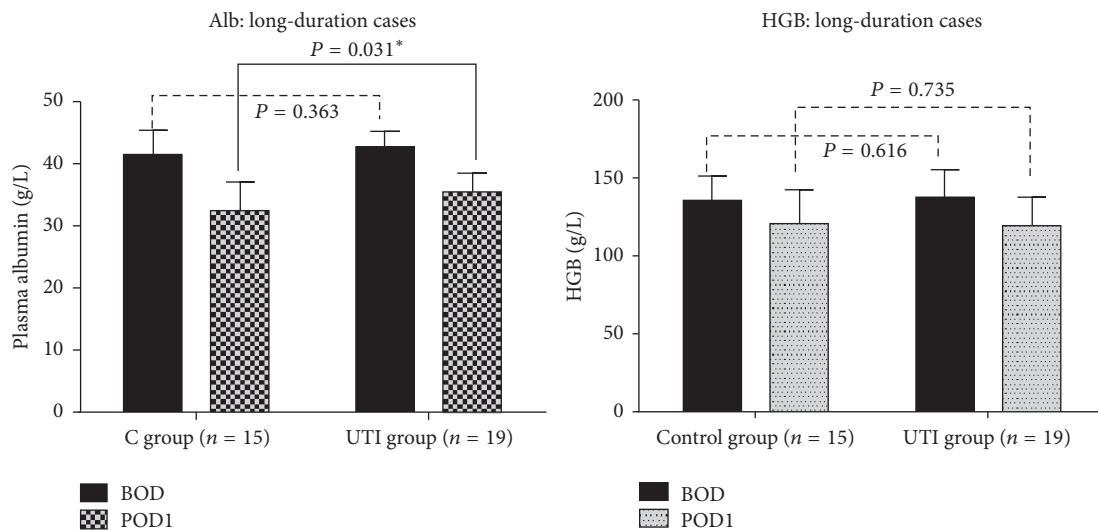 Alb: long-duration cases
P = 0.031*
P = 0.363
Plasma albumin (g/L)
50
40
30
20
10
0
C group (n = 15)
UTI group (n = 19)
BOD
POD1
HGB: long-duration cases
P = 0.735
P = 0.616
HGB (g/L)
200
150
100
50
0
Control group (n = 15)
UTI group (n = 19)
BOD
POD1